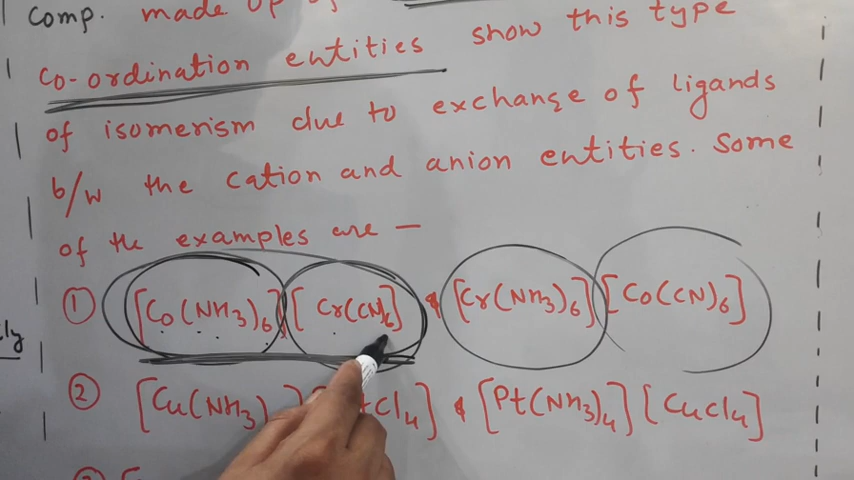 Comp. made up of
Co-ordination entities show this type
of isomerism due to exchange of ligands
b/w the cation and anion entities. Some
of the examples are —
① [Co(NH3)6][Cr(CN)6] & [Cr(NH3)6][Co(CN)6]
② [Cu(NH3) ] tCl4] & [Pt(NH3)4][CuCl4]